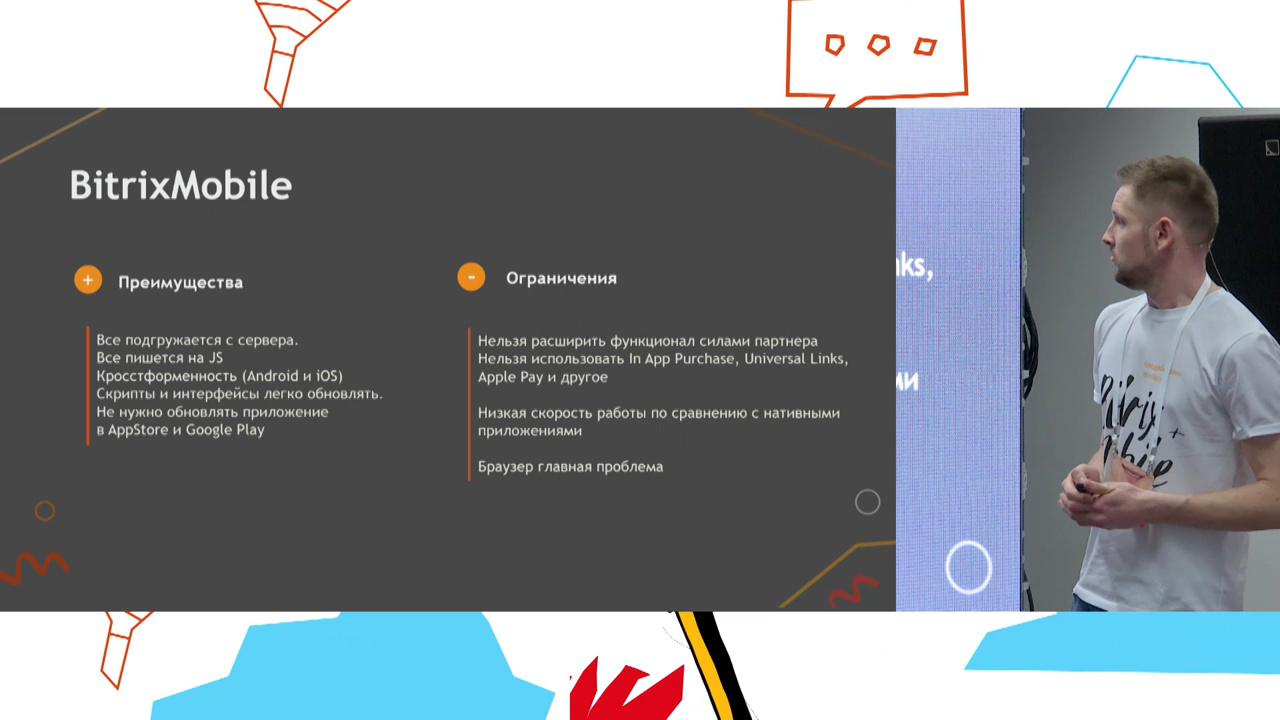 BitrixMobile
+
Преимущества
Все подгружается с сервера.
Все пишется на JS
Кросстформенность (Android и iOS)
Скрипты и интерфейсы легко обновлять.
Не нужно обновлять приложение
в AppStore и Google Play
-
Ограничения
Нельзя расширить функционал силами партнера
Нельзя использовать In App Purchase, Universal Links,
Apple Pay и другое
Низкая скорость работы по сравнению с нативными
приложениями
Браузер главная проблема
nks,
ми
Bitrix
+